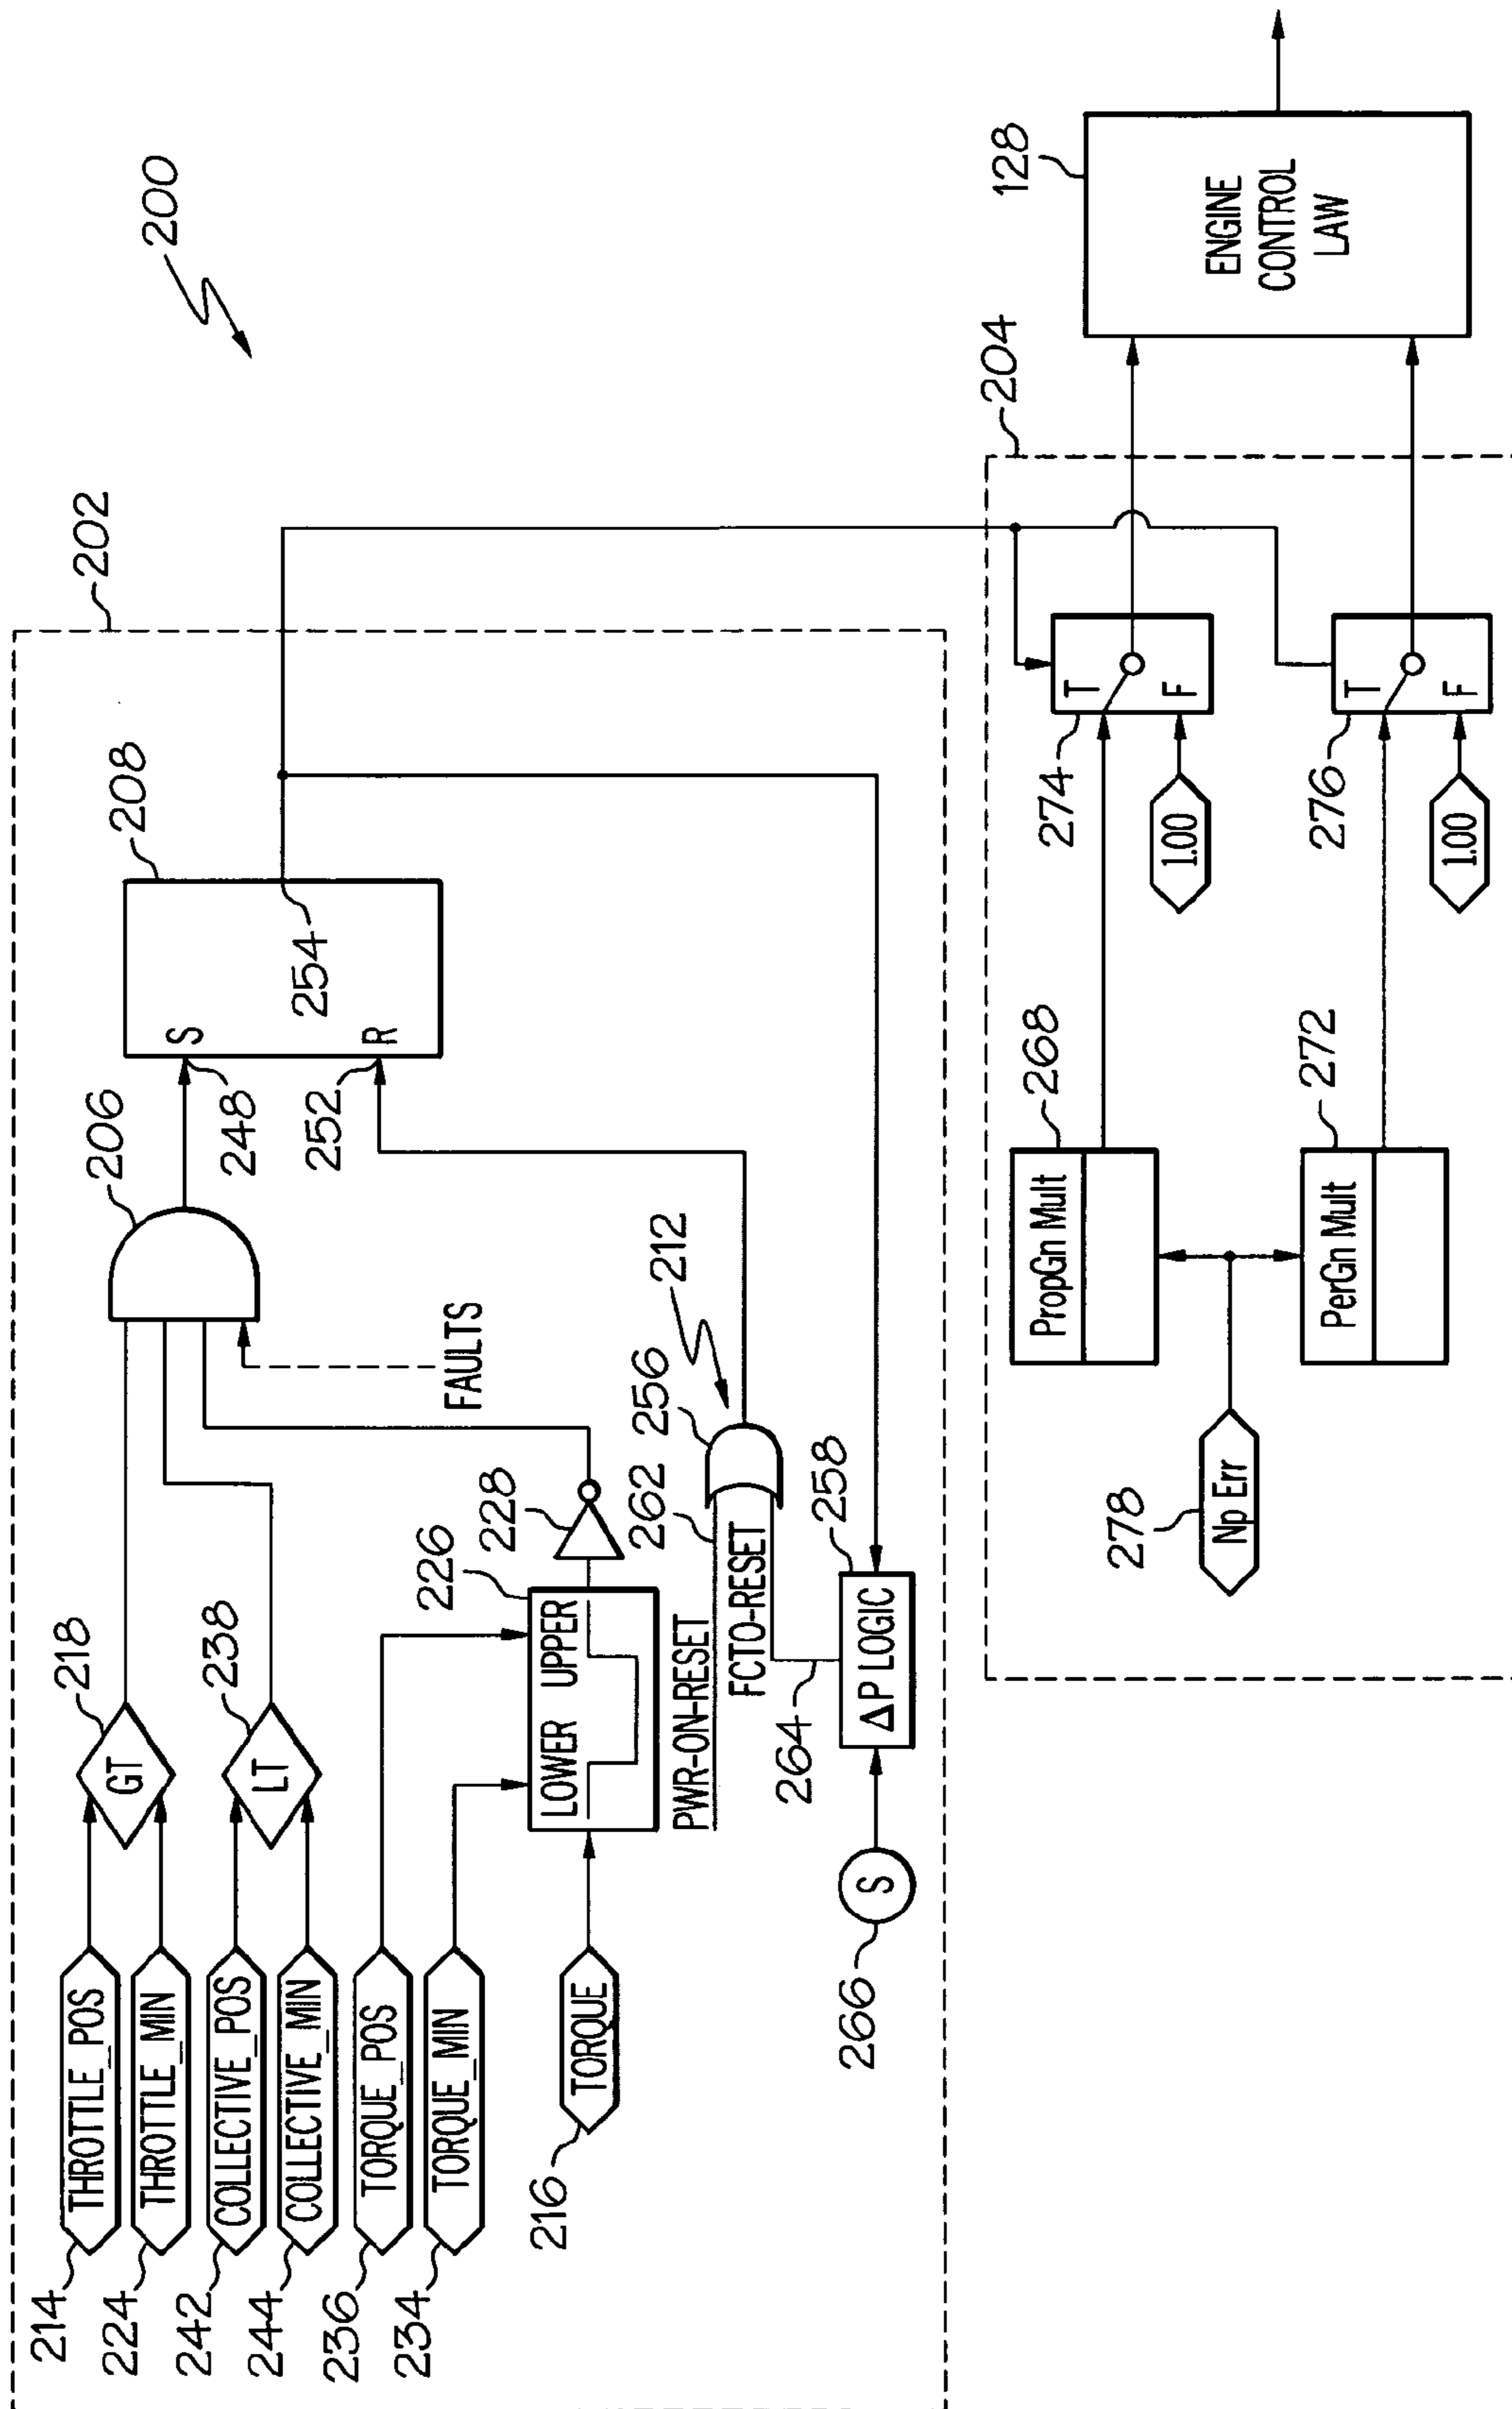 200
202
214
THROTTLE_POS
224
THROTTLE_MIN
GT
218
242
COLLECTIVE_POS
244
COLLECTIVE_MIN
LT
238
236
TORQUE_POS
234
TORQUE_MIN
216
TORQUE
LOWER UPPER
226
228
FAULTS
206
248
S
252
R
254
208
PWR-ON-RESET
262
FCTO-RESET
264
256
212
266
S
ΔP LOGIC
258
204
278
Np Err
PropGn Mult
268
PerGn Mult
272
274
T
F
1.00
276
T
F
1.00
ENGINE
CONTROL
LAW
128